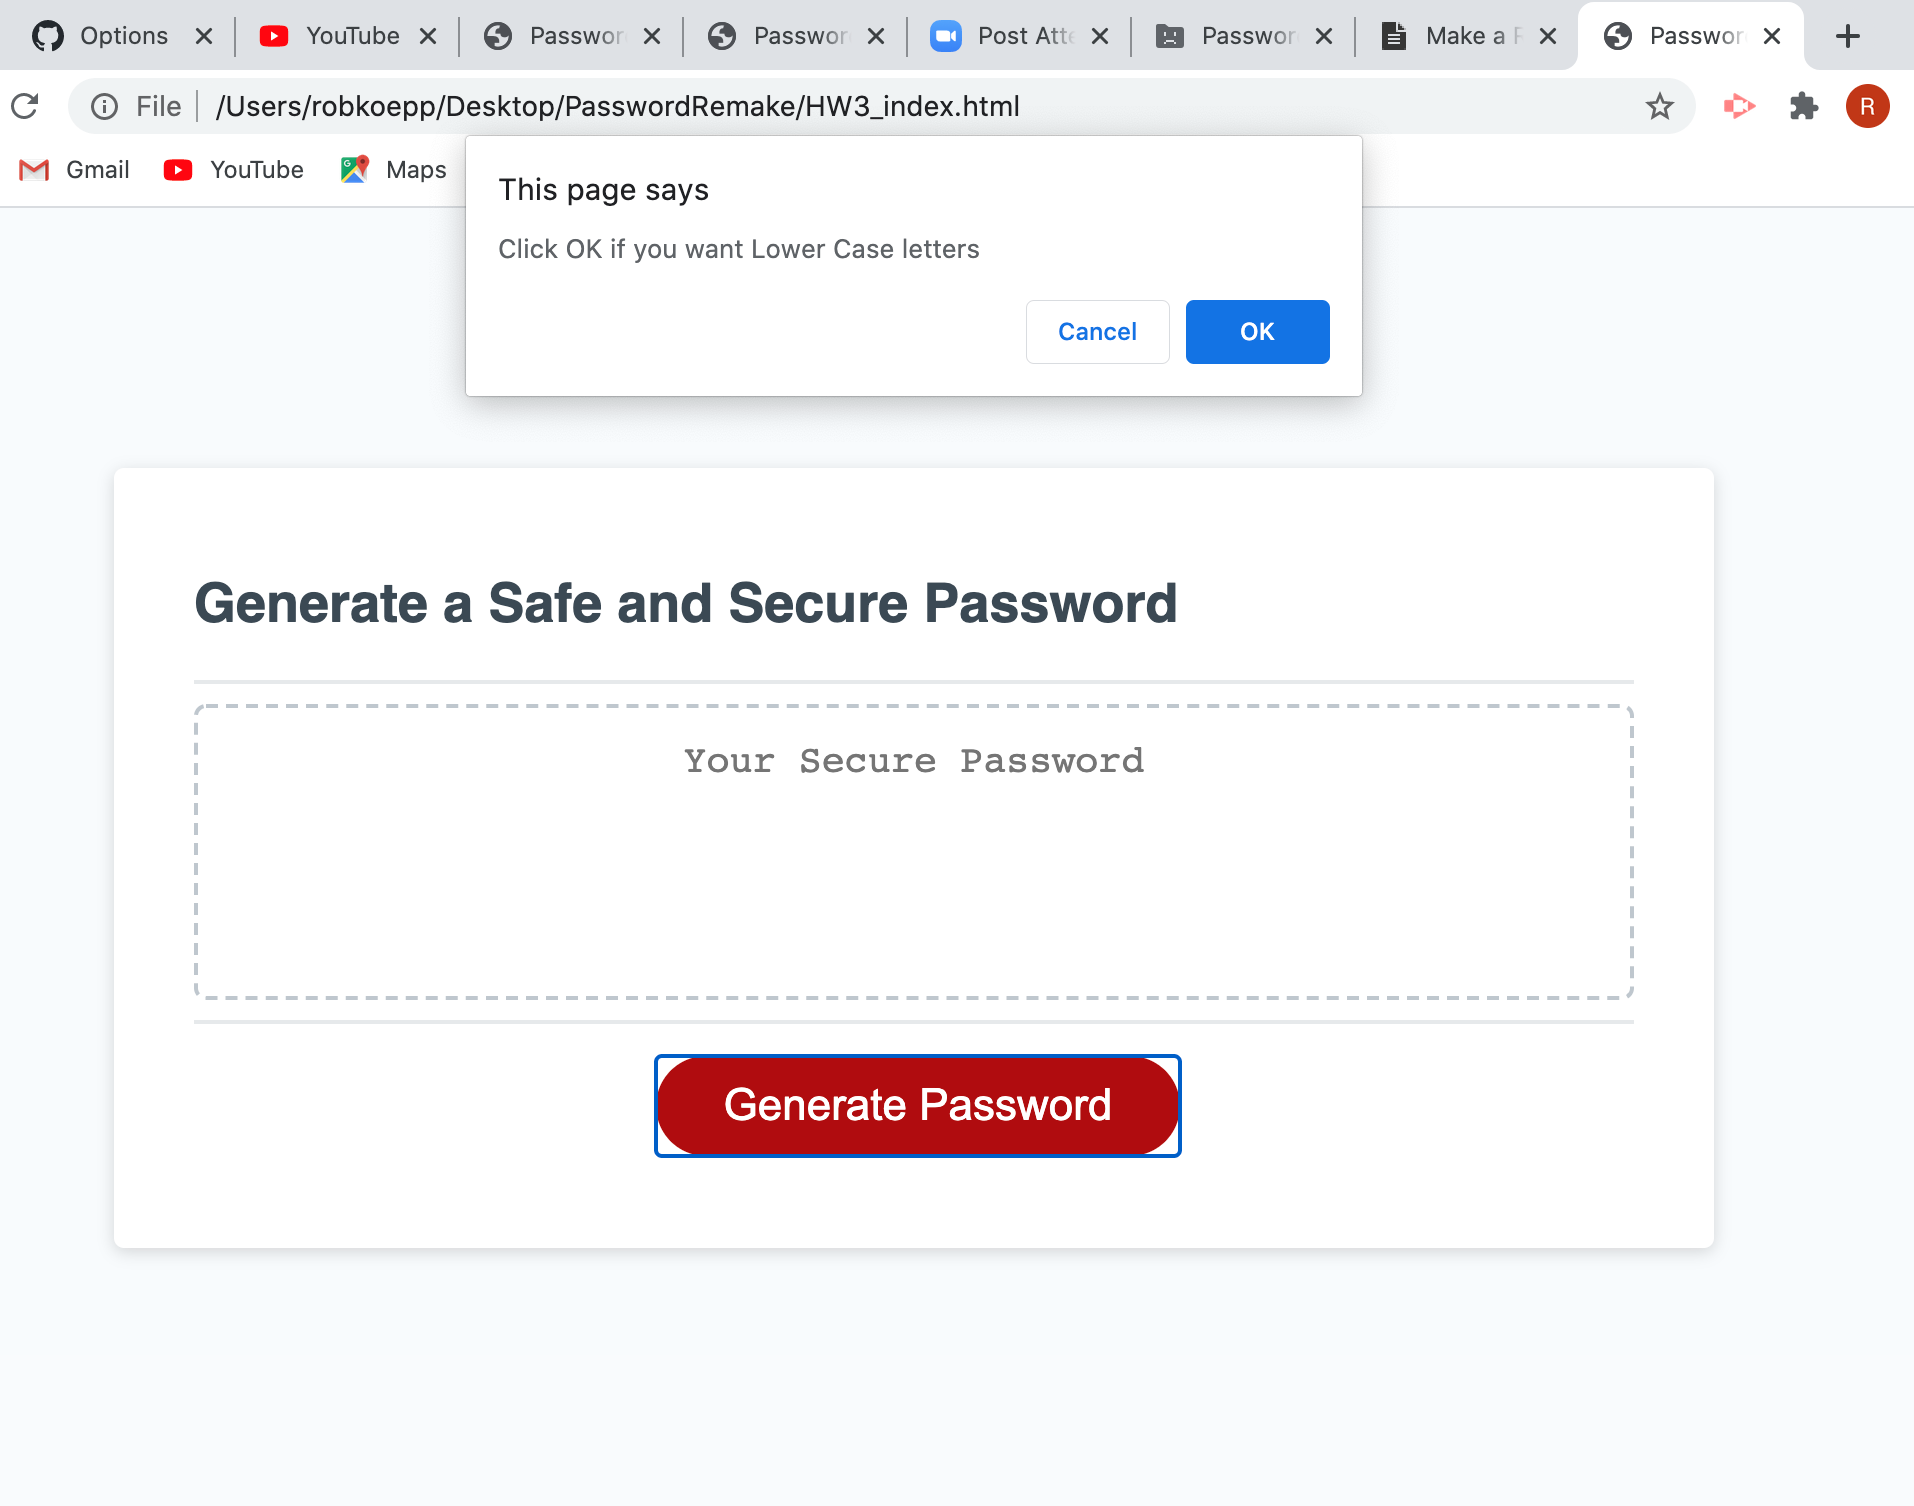 Options YouTube Passwor Passwor Post Atte Passwor Make a Passwor
File /Users/robkoepp/Desktop/PasswordRemake/HW3_index.html R
Gmail YouTube Maps
This page says
Click OK if you want Lower Case letters
Cancel OK
Generate a Safe and Secure Password
Your Secure Password
Generate Password